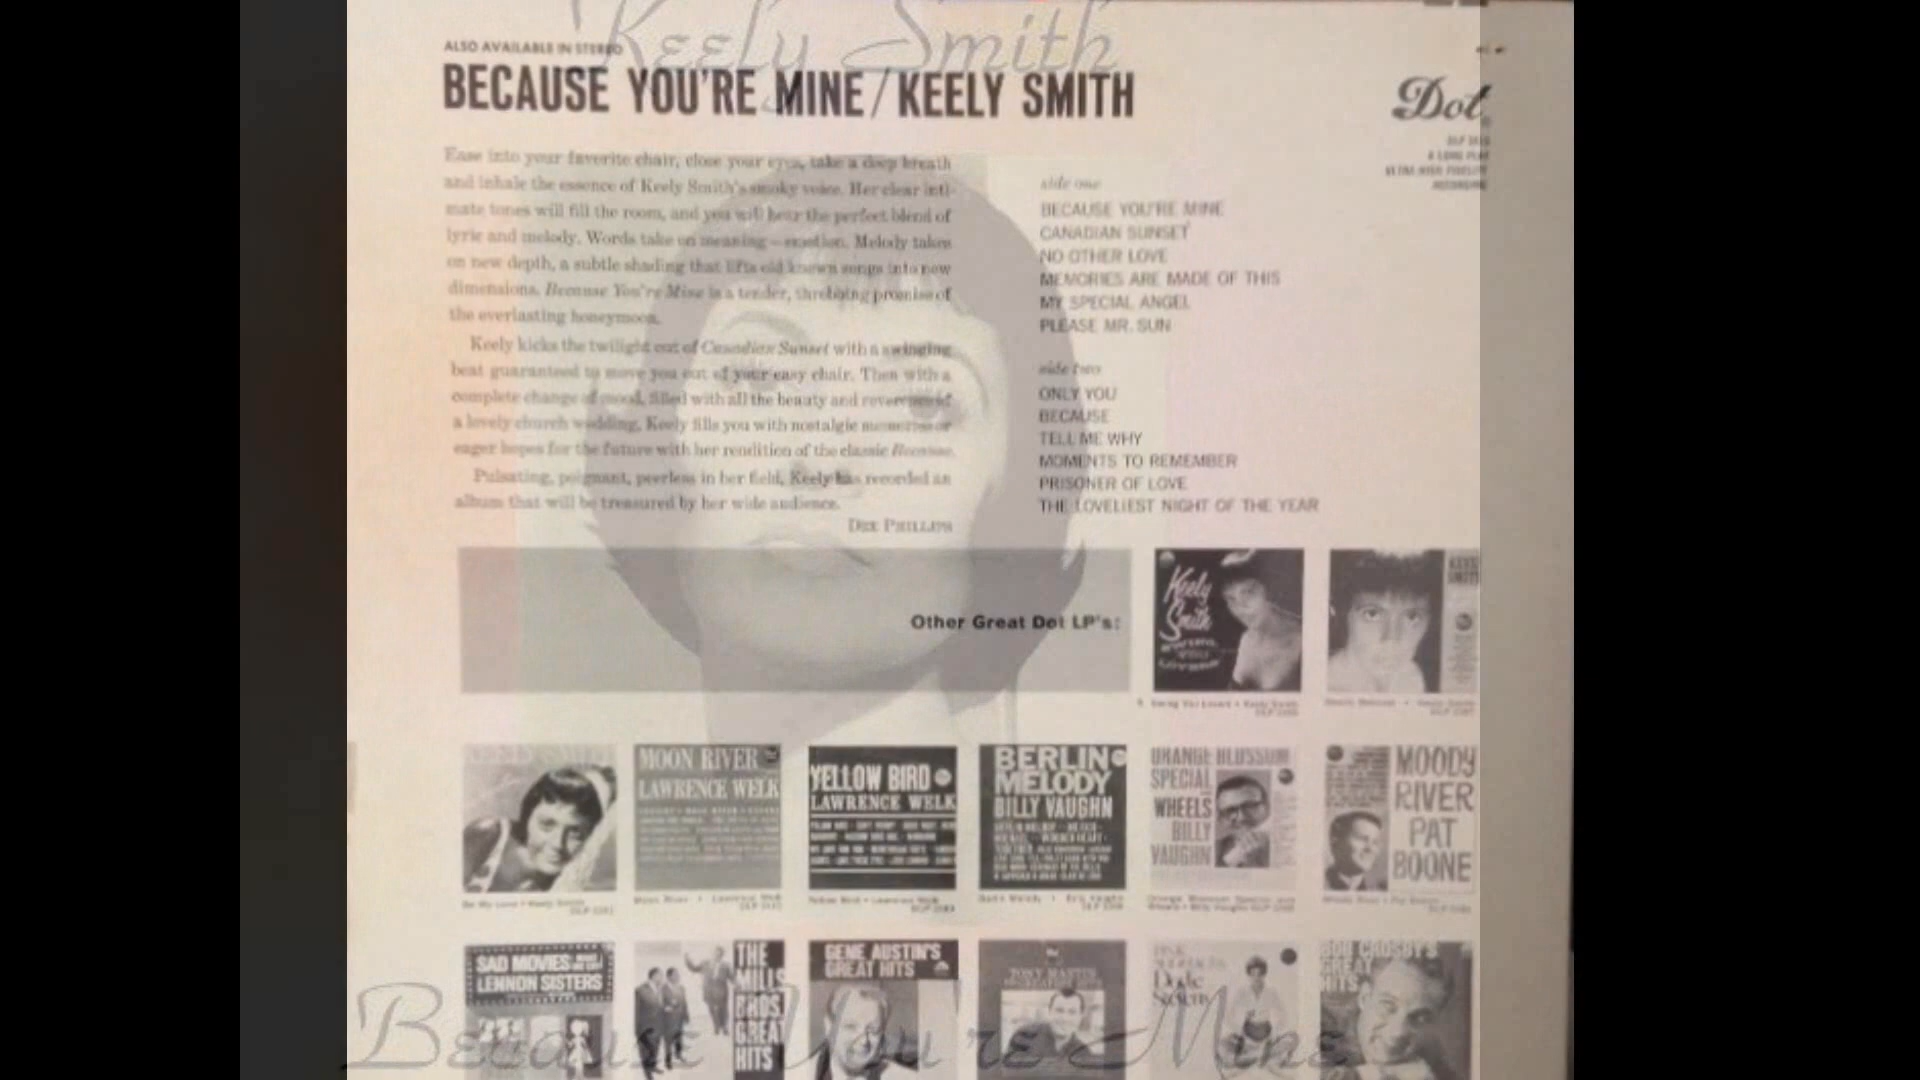 Keely Smith
ALSO AVAILABLE IN STEREO
BECAUSE YOU'RE MINE / KEELY SMITH
Dot
Ease into your favorite chair, close your eyes, take a deep breath
and inhale the essence of Keely Smith's smoky voice. Her clear inti-
mate tones will fill the room, and you will hear the perfect blend of
lyric and melody. Words take on meaning—emotion. Melody takes
on new depth, a subtle shading that lifts old known songs into new
dimensions. Because You're Mine is a tender, throbbing promise of
the everlasting honeymoon.
Keely kicks the twilight out of Canadian Sunset with a swinging
beat guaranteed to move you out of your easy chair. Then with a
complete change of mood, filled with all the beauty and reverence of
a lovely church wedding, Keely fills you with nostalgic memories or
eager hopes for the future with her rendition of the classic Because.
Pulsating, poignant, peerless in her field, Keely has recorded an
album that will be treasured by her wide audience.
DEE PHILLIPS
side one
BECAUSE YOU'RE MINE
CANADIAN SUNSET
NO OTHER LOVE
MEMORIES ARE MADE OF THIS
MY SPECIAL ANGEL
PLEASE MR. SUN
side two
ONLY YOU
BECAUSE
TELL ME WHY
MOMENTS TO REMEMBER
PRISONER OF LOVE
THE LOVELIEST NIGHT OF THE YEAR
Other Great Dot LP's:
Keely
Smith
KEELY
SMITH
MOON RIVER
LAWRENCE WELK
YELLOW BIRD
LAWRENCE WELK
BERLIN
MELODY
BILLY VAUGHN
ORANGE BLOSSOM
SPECIAL
WHEELS
BILLY
VAUGHN
MOODY
RIVER
PAT
BOONE
SAD MOVIES
LENNON SISTERS
THE
MILLS
BROS.
GREAT
HITS
GENE AUSTIN'S
GREAT HITS
TONY MARTIN
Dodie
Stevens
BOB CROSBY'S
GREAT
HITS
Because You're Mine